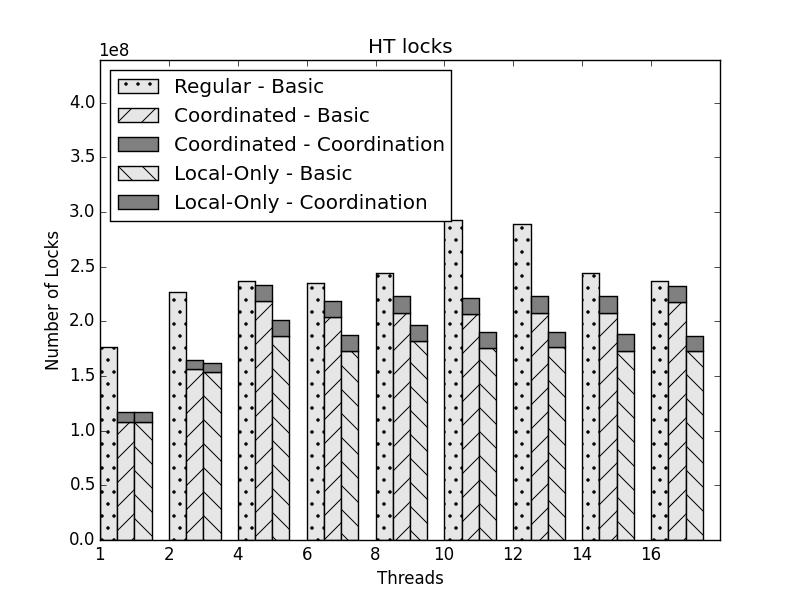 HT locks
1e8
Regular - Basic
Coordinated - Basic
Coordinated - Coordination
Local-Only - Basic
Local-Only - Coordination
4.0
3.5
3.0
2.5
2.0
1.5
1.0
0.5
0.0
Number of Locks
1 2 4 6 8 10 12 14 16
Threads